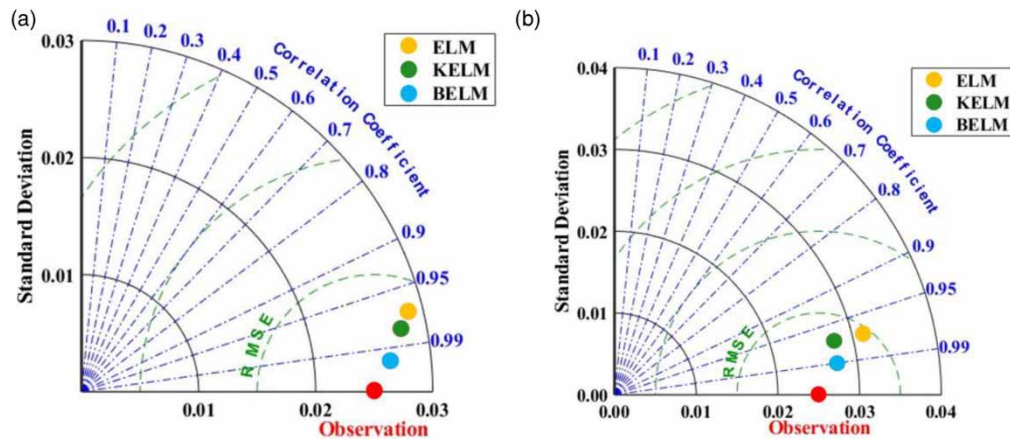 (a)
0.03
0.02
0.01
Standard Deviation
0.1
0.2
0.3
0.4
0.5
0.6
0.7
0.8
0.9
0.95
0.99
Correlation Coefficient
ELM
KELM
BELM
RMSE
0.01
0.02
0.03
Observation
(b)
0.04
0.03
0.02
0.01
0.00
Standard Deviation
0.1
0.2
0.3
0.4
0.5
0.6
0.7
0.8
0.9
0.95
0.99
Correlation Coefficient
ELM
KELM
BELM
RMSE
0.00
0.01
0.02
0.03
0.04
Observation